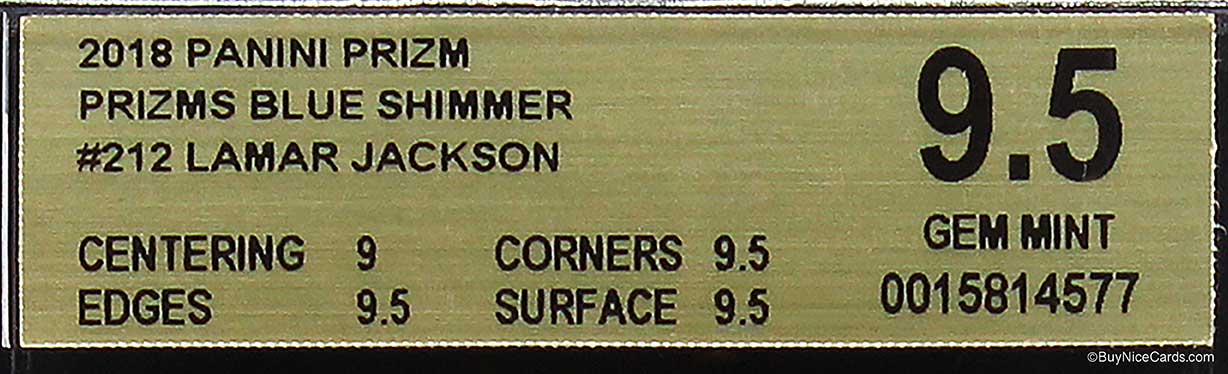 2018 PANINI PRIZM
PRIZMS BLUE SHIMMER
#212 LAMAR JACKSON
CENTERING 9 CORNERS 9.5
EDGES 9.5 SURFACE 9.5
9.5
GEM MINT
0015814577
©BuyNiceCards.com